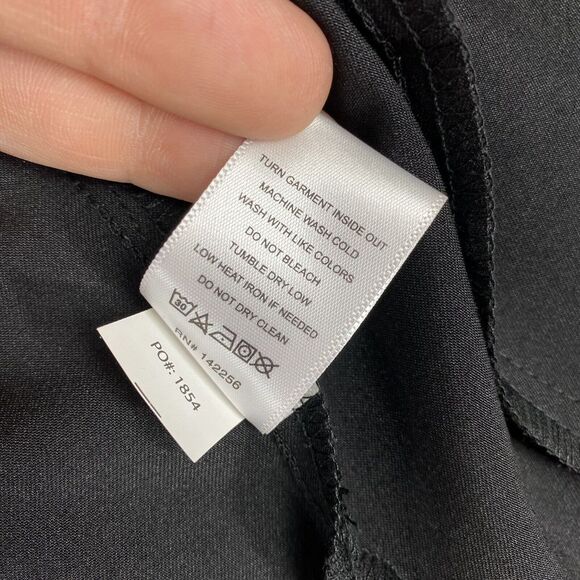 TURN GARMENT INSIDE OUT
MACHINE WASH COLD
WASH WITH LIKE COLORS
DO NOT BLEACH
TUMBLE DRY LOW
LOW HEAT IRON IF NEEDED
DO NOT DRY CLEAN
30
RN# 142256
PO#: 1854